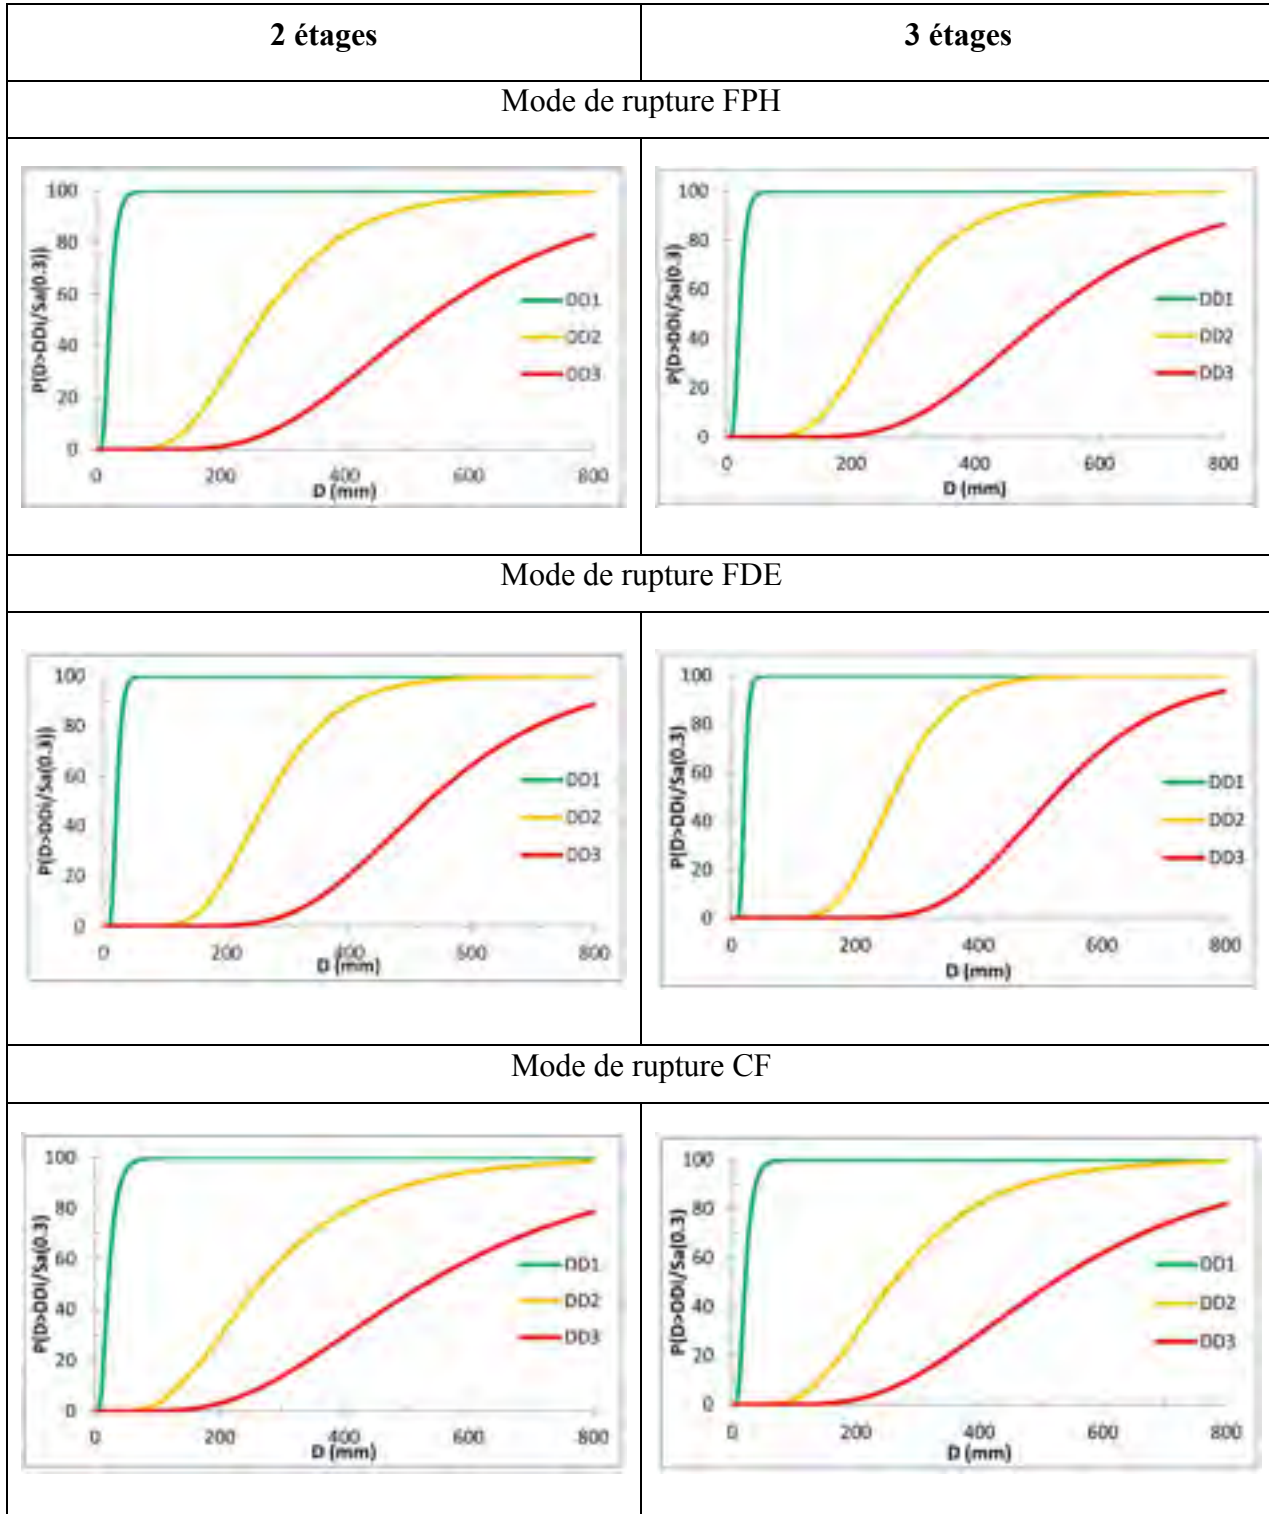 2 étages
3 étages
Mode de rupture FPH
100
80
60
40
20
0
P(D>DDi/Sa(0.3))
0 200 400 600 800
D (mm)
DD1
DD2
DD3
100
80
60
40
20
0
P(D>DDi/Sa(0.3)
0 200 400 600 800
D (mm)
DD1
DD2
DD3
Mode de rupture FDE
100
80
60
40
20
0
P(D>DDi/Sa(0.3))
0 200 400 600 800
D (mm)
DD1
DD2
DD3
100
80
60
40
20
0
P(D>DDi/Sa(0.3)
0 200 400 600 800
D (mm)
DD1
DD2
DD3
Mode de rupture CF
100
80
60
40
20
0
P(D>DDi/Sa(0.3)
0 200 400 600 800
D (mm)
DD1
DD2
DD3
100
80
60
40
20
0
P(D>DDi/Sa(0.3)
0 200 400 600 800
D (mm)
DD1
DD2
DD3